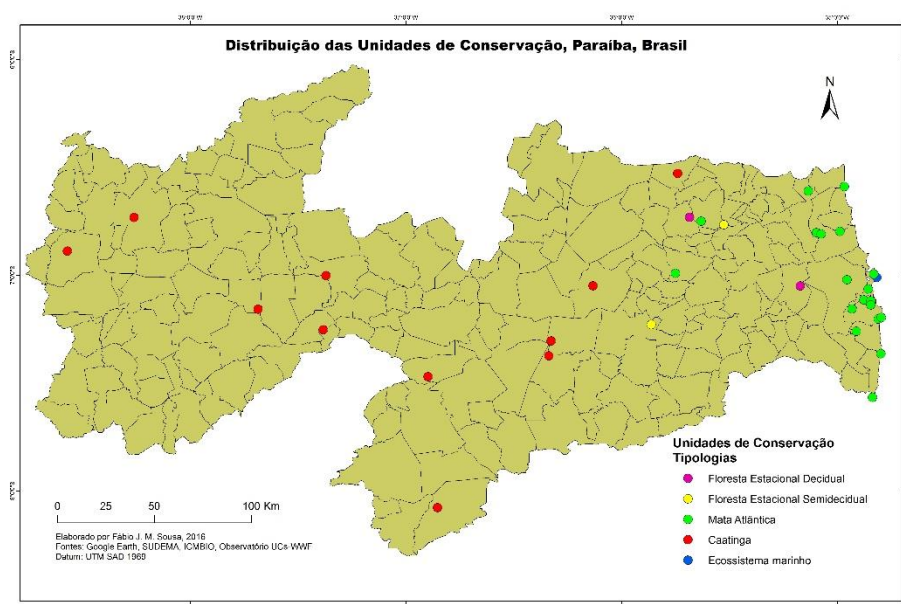 Distribuição das Unidades de Conservação, Paraíba, Brasil
N
Unidades de Conservação
Tipologias
Floresta Estacional Decidual
Floresta Estacional Semidecidual
Mata Atlântica
Caatinga
Ecossistema marinho
0 25 50 100 Km
Elaborado por Fábio J. M. Sousa, 2016
Fontes: Google Earth, SUDEMA, ICMBIO, Observatório UCs-WWF
Datum: UTM SAD 1969